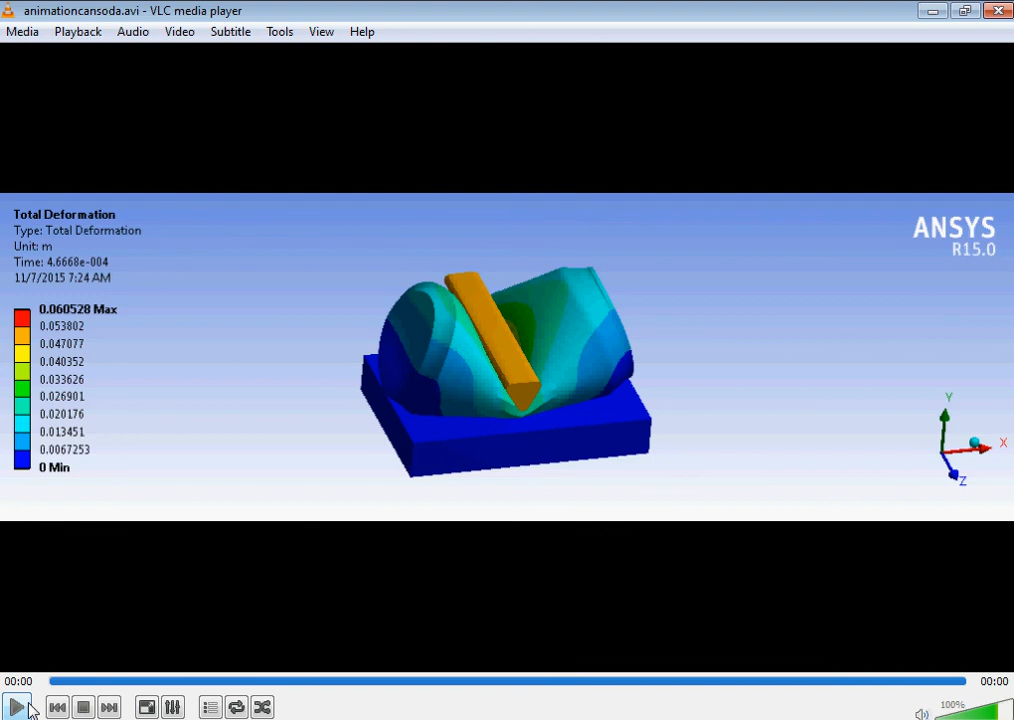 animationcansoda.avi - VLC media player
Media Playback Audio Video Subtitle Tools View Help
Total Deformation
Type: Total Deformation
Unit: m
Time: 4.6668e-004
11/7/2015 7:24 AM
0.060528 Max
0.053802
0.047077
0.040352
0.033626
0.026901
0.020176
0.013451
0.0067253
0 Min
ANSYS
R15.0
Y
X
Z
00:00
00:00
100%